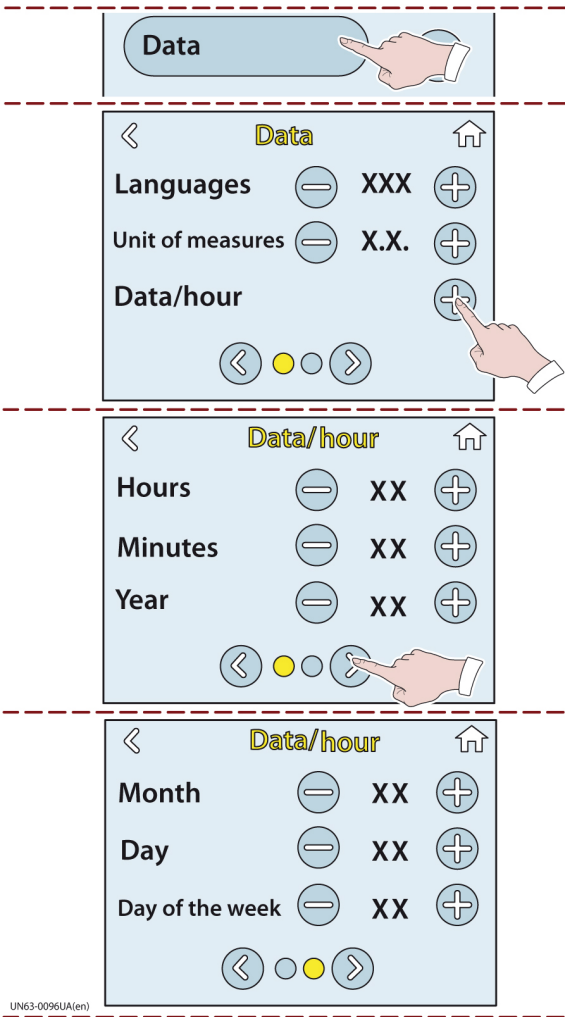 Data
Data
Languages XXX
Unit of measures X.X.
Data/hour
Data/hour
Hours XX
Minutes XX
Year XX
Data/hour
Month XX
Day XX
Day of the week XX
UN63-0096UA(en)